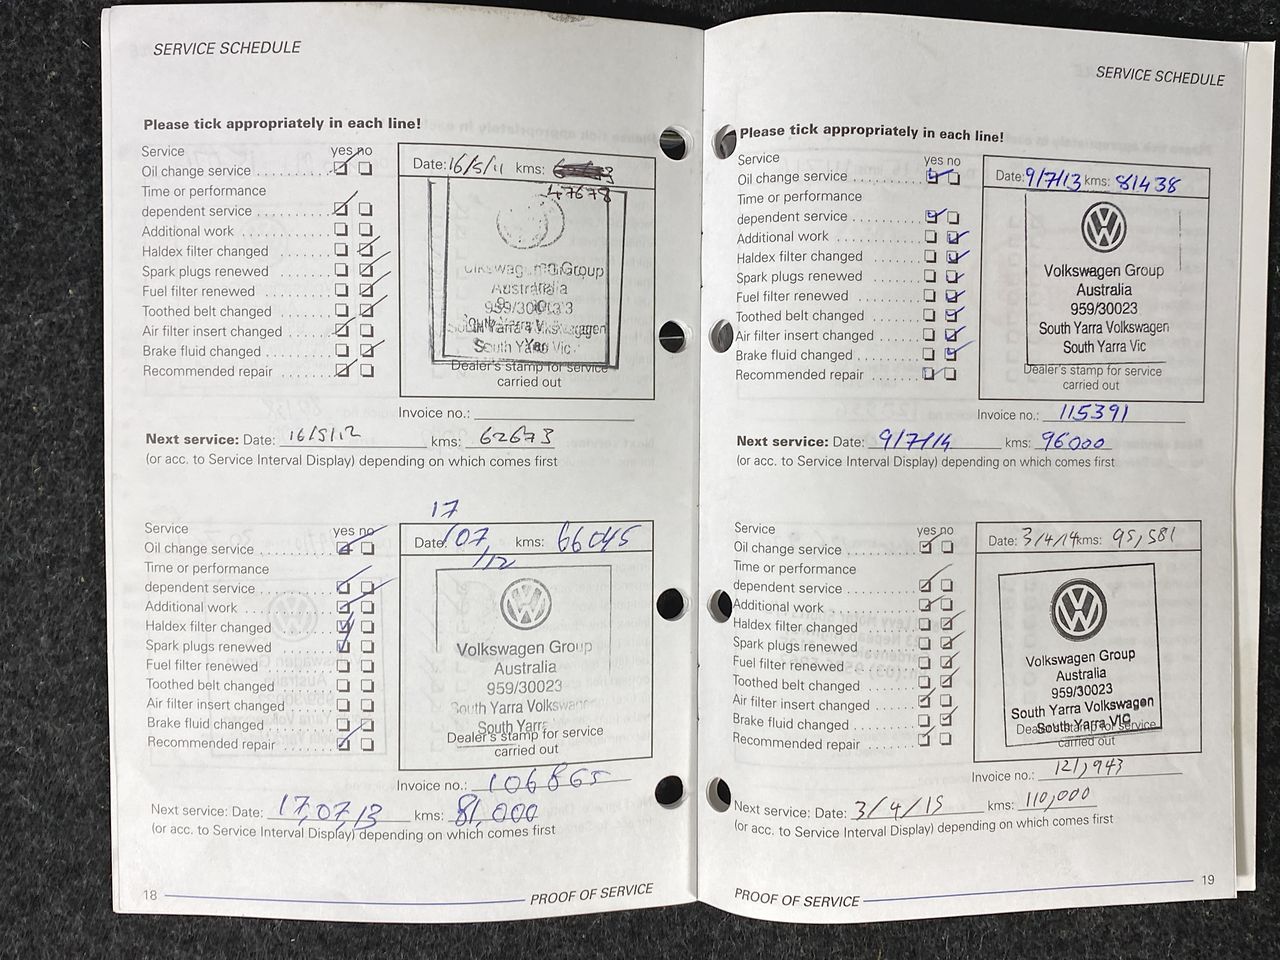 SERVICE SCHEDULE
Please tick appropriately in each line!
Service yes no
Oil change service ..........
Time or performance
dependent service ..........
Additional work ..........
Haldex filter changed .......
Spark plugs renewed .......
Fuel filter renewed ..........
Toothed belt changed .......
Air filter insert changed ......
Brake fluid changed .........
Recommended repair .......
Date: 16/5/11 kms:
47678
Volkswagen Group
Australia
959/30023
South Yarra Volkswagen
South Yarra Vic
Dealer's stamp for service
carried out
Invoice no.:
Next service: Date: 16/5/12 kms: 62673
(or acc. to Service Interval Display) depending on which comes first
Service yes no
Oil change service ..........
Time or performance
dependent service ..........
Additional work ..........
Haldex filter changed .......
Spark plugs renewed .......
Fuel filter renewed ..........
Toothed belt changed .......
Air filter insert changed ......
Brake fluid changed .........
Recommended repair .......
17
Date: /07 kms: 66045
/12
Volkswagen Group
Australia
959/30023
South Yarra Volkswagen
South Yarra
Dealer's stamp for service
carried out
Invoice no.: 106865
Next service: Date: 17,07,13 kms: 81,000
(or acc. to Service Interval Display) depending on which comes first
18 PROOF OF SERVICE
SERVICE SCHEDULE
Please tick appropriately in each line!
Service yes no
Oil change service ..........
Time or performance
dependent service ..........
Additional work ..........
Haldex filter changed .......
Spark plugs renewed .......
Fuel filter renewed ..........
Toothed belt changed .......
Air filter insert changed ......
Brake fluid changed .........
Recommended repair .......
Date: 9/7/13 kms: 81438
Volkswagen Group
Australia
959/30023
South Yarra Volkswagen
South Yarra Vic
Dealer's stamp for service
carried out
Invoice no.: 115391
Next service: Date: 9/7/14 kms: 96000
(or acc. to Service Interval Display) depending on which comes first
Service yes no
Oil change service ..........
Time or performance
dependent service ..........
Additional work ..........
Haldex filter changed .......
Spark plugs renewed .......
Fuel filter renewed ..........
Toothed belt changed .......
Air filter insert changed ......
Brake fluid changed .........
Recommended repair .......
Date: 3/4/14 kms: 95,581
Volkswagen Group
Australia
959/30023
South Yarra Volkswagen
South Yarra VIC
Dealer's stamp for service
carried out
Invoice no.: 121,943
Next service: Date: 3/4/15 kms: 110,000
(or acc. to Service Interval Display) depending on which comes first
PROOF OF SERVICE 19